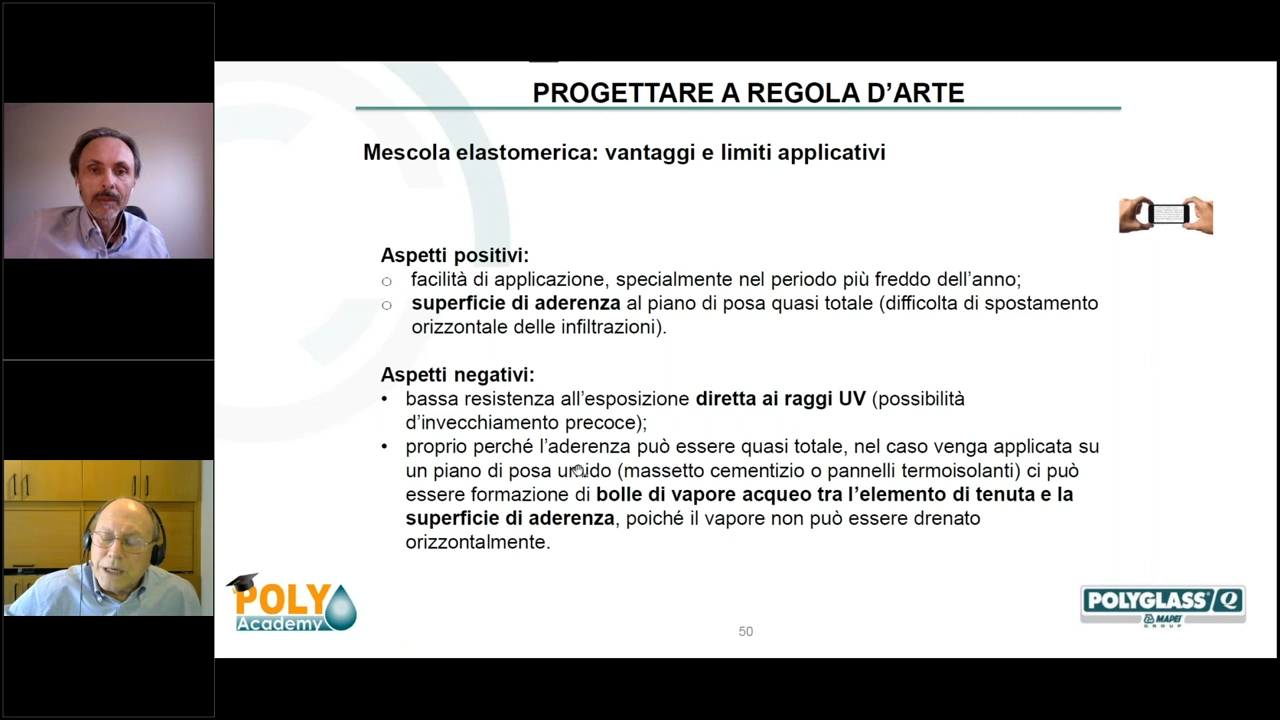 PROGETTARE A REGOLA D’ARTE
Mescola elastomerica: vantaggi e limiti applicativi
Aspetti positivi:
o facilità di applicazione, specialmente nel periodo più freddo dell’anno;
o superficie di aderenza al piano di posa quasi totale (difficolta di spostamento
orizzontale delle infiltrazioni).
Aspetti negativi:
• bassa resistenza all’esposizione diretta ai raggi UV (possibilità
d’invecchiamento precoce);
• proprio perché l’aderenza può essere quasi totale, nel caso venga applicata su
un piano di posa umido (massetto cementizio o pannelli termoisolanti) ci può
essere formazione di bolle di vapore acqueo tra l’elemento di tenuta e la
superficie di aderenza, poiché il vapore non può essere drenato
orizzontalmente.
POLY
Academy
POLYGLASS® Q
MAPEI
GROUP
50